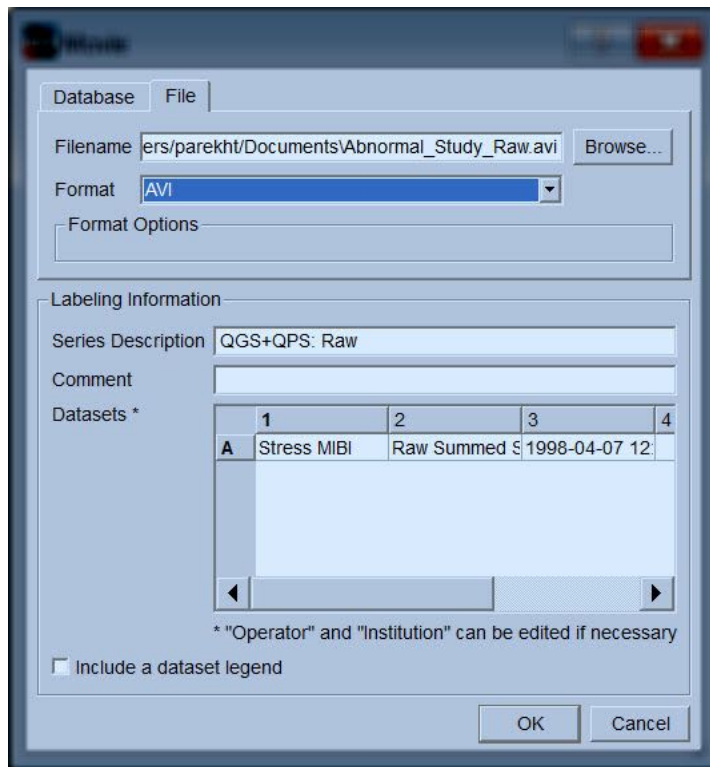 Movie
Database File
Filename ers/parekht/Documents\Abnormal_Study_Raw.avi Browse...
Format AVI
Format Options
Labeling Information
Series Description QGS+QPS: Raw
Comment
Datasets *
1 2 3 4
A Stress MIBI Raw Summed S 1998-04-07 12:
* "Operator" and "Institution" can be edited if necessary
Include a dataset legend
OK Cancel